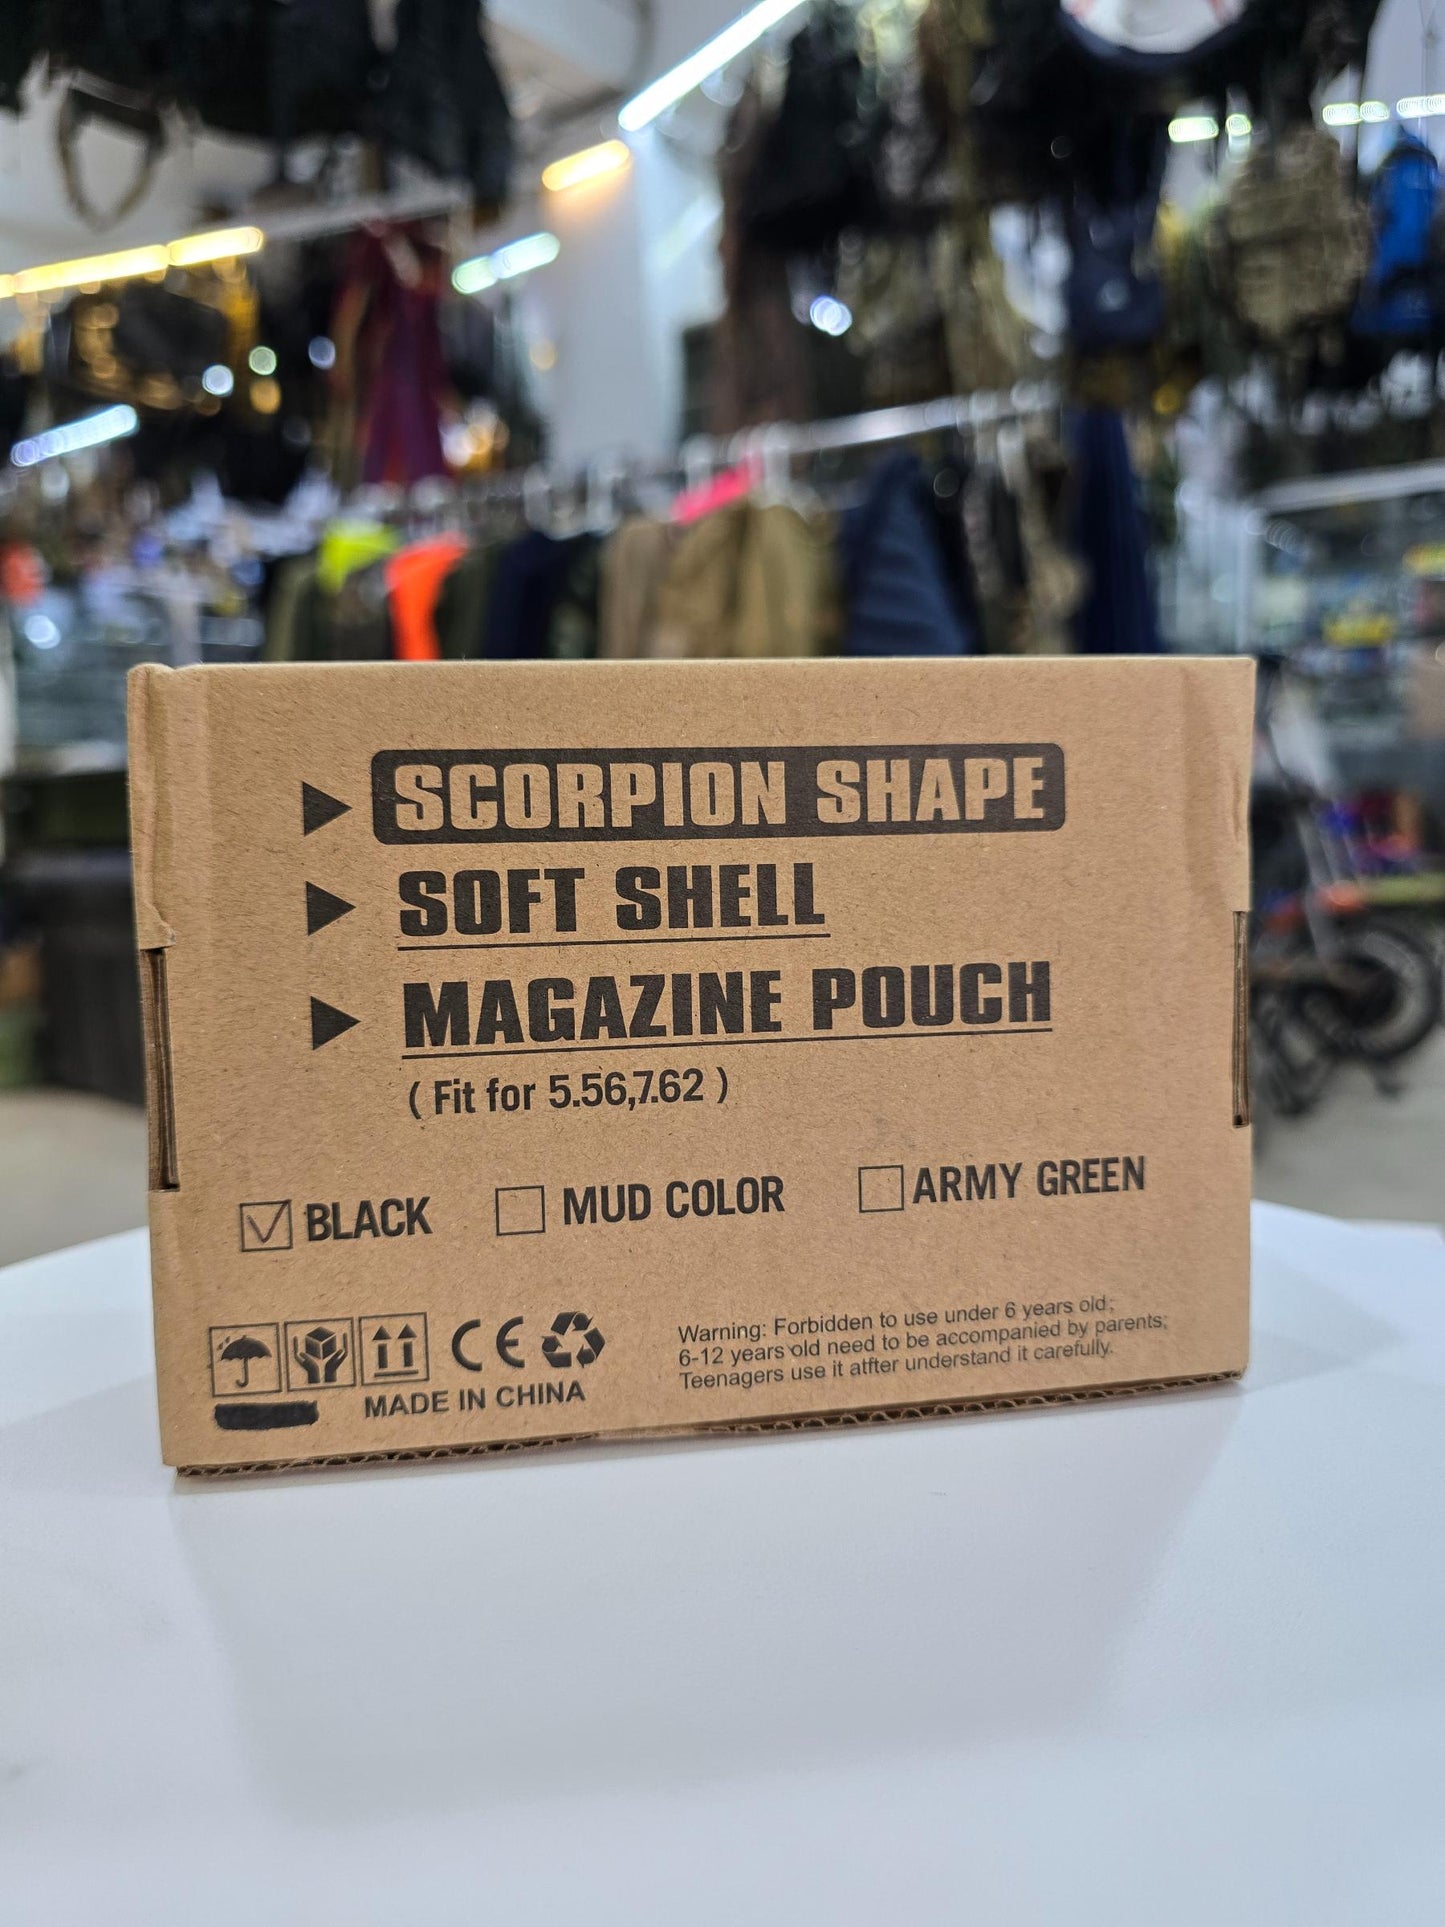 SCORPION SHAPE
SOFT SHELL
MAGAZINE POUCH
( Fit for 5.56,7.62 )
BLACK MUD COLOR ARMY GREEN
CE
MADE IN CHINA
Warning: Forbidden to use under 6 years old;
6-12 years old need to be accompanied by parents;
Teenagers use it atfter understand it carefully.